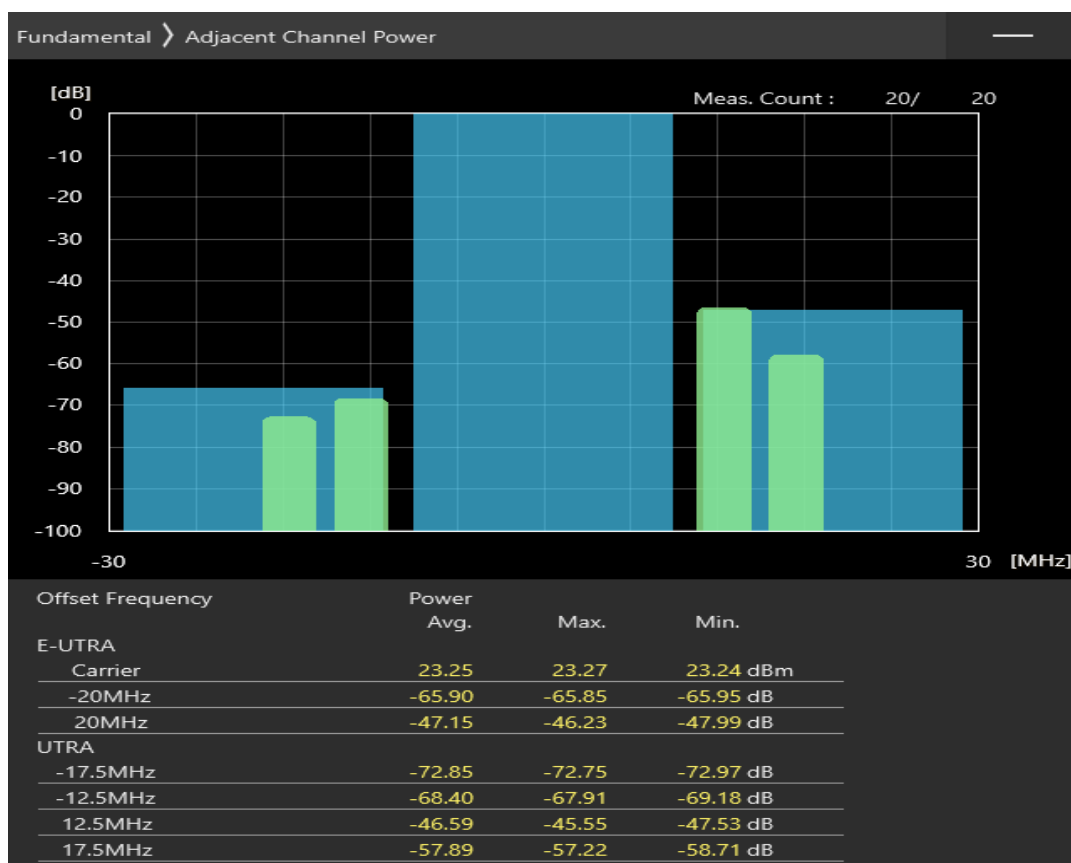 Fundamental ❯ Adjacent Channel Power
[dB]
Meas. Count : 20/ 20
0
-10
-20
-30
-40
-50
-60
-70
-80
-90
-100
-30 30 [MHz]
Offset Frequency Power
Avg. Max. Min.
E-UTRA
Carrier 23.25 23.27 23.24 dBm
-20MHz -65.90 -65.85 -65.95 dB
20MHz -47.15 -46.23 -47.99 dB
UTRA
-17.5MHz -72.85 -72.75 -72.97 dB
-12.5MHz -68.40 -67.91 -69.18 dB
12.5MHz -46.59 -45.55 -47.53 dB
17.5MHz -57.89 -57.22 -58.71 dB